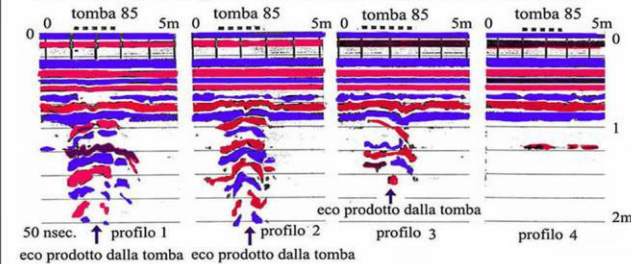 tomba 85 tomba 85 tomba 85 tomba 85
0 5m 0 5m 0 5m 0 5m
0 0
1
eco prodotto dalla tomba
2m
50 nsec. profilo 1 profilo 2 profilo 3 profilo 4
eco prodotto dalla tomba eco prodotto dalla tomba